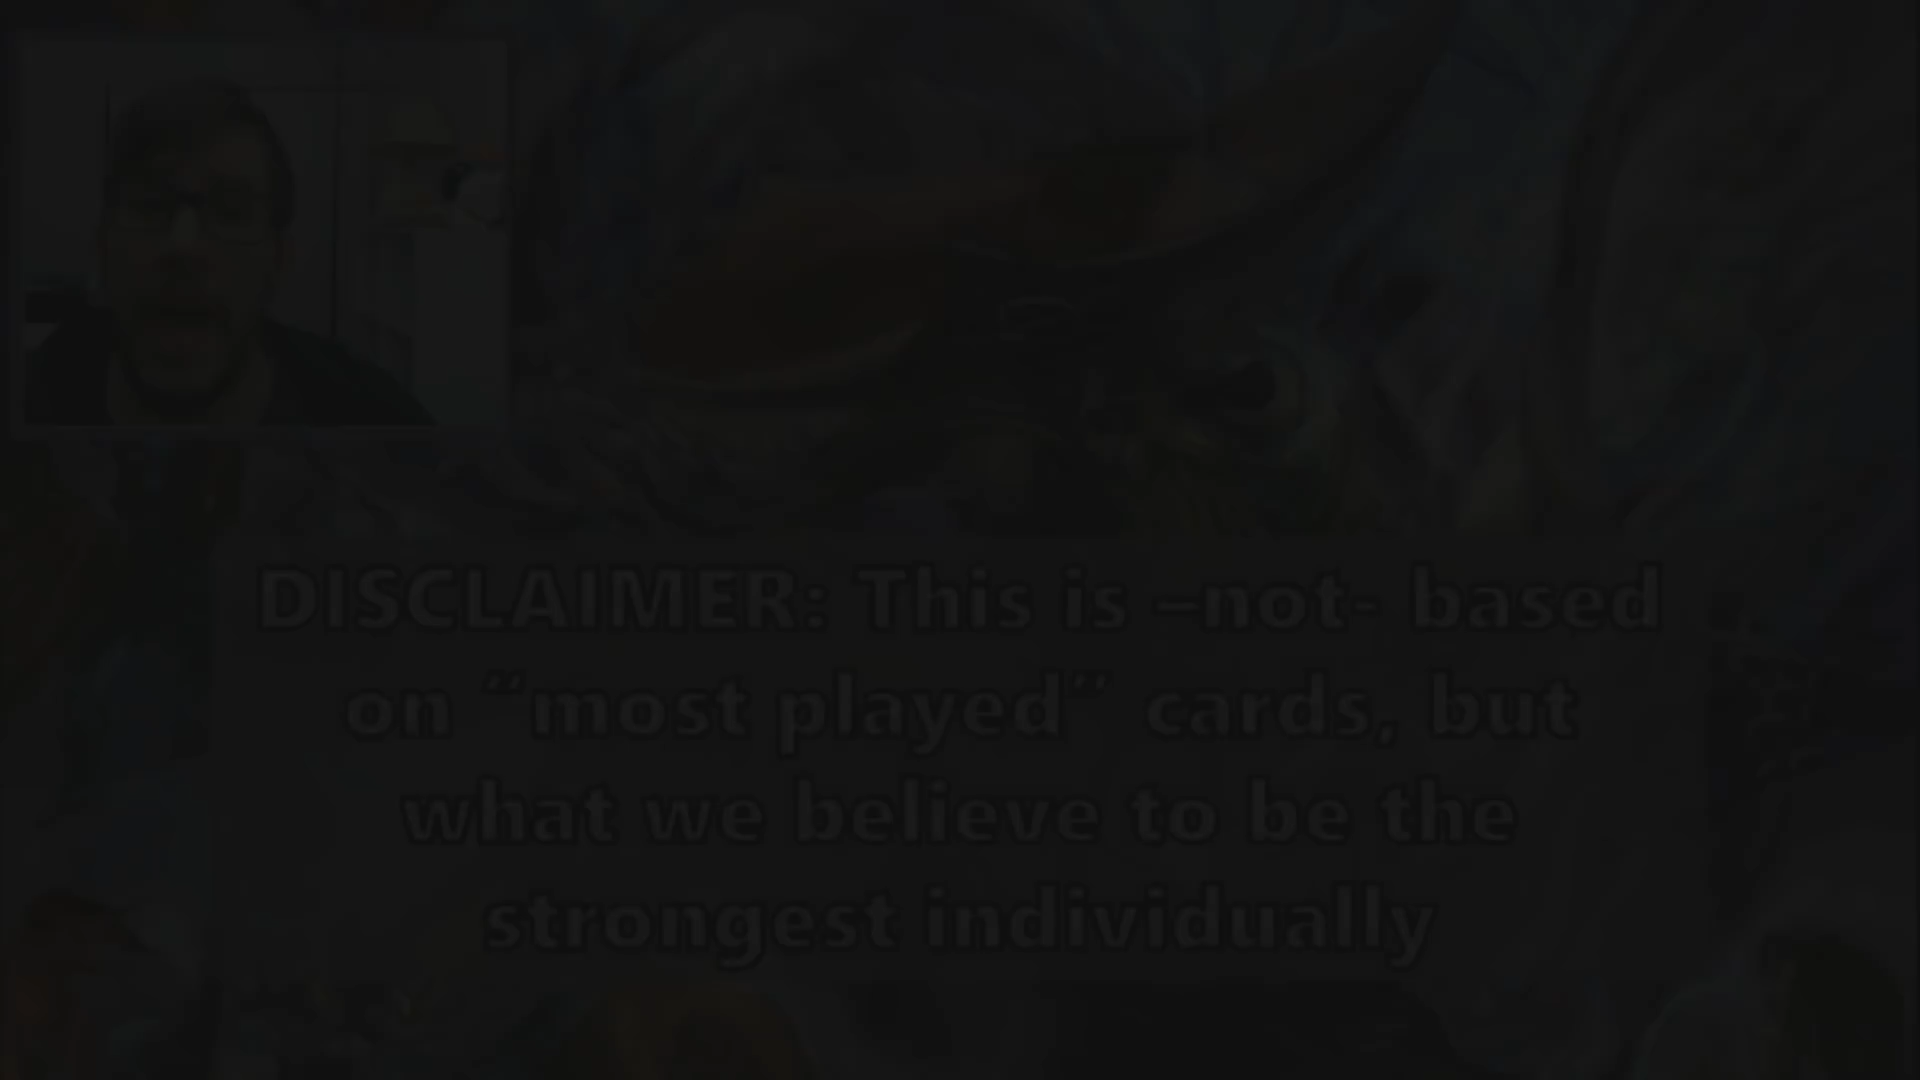 DISCLAIMER: This is –not- based
on “most played” cards, but
what we believe to be the
strongest individually